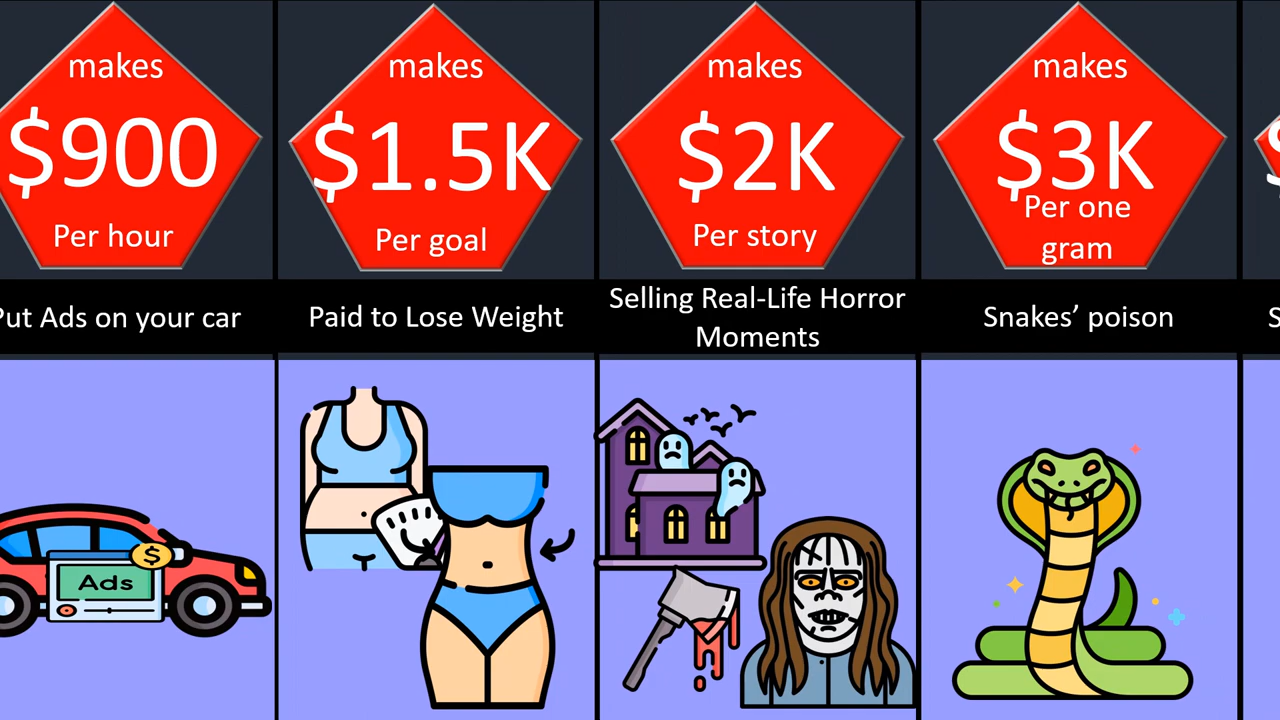 makes
$900
Per hour
Put Ads on your car
Ads
$
makes
$1.5K
Per goal
Paid to Lose Weight
makes
$2K
Per story
Selling Real-Life Horror
Moments
makes
$3K
Per one
gram
Snakes’ poison
$
S